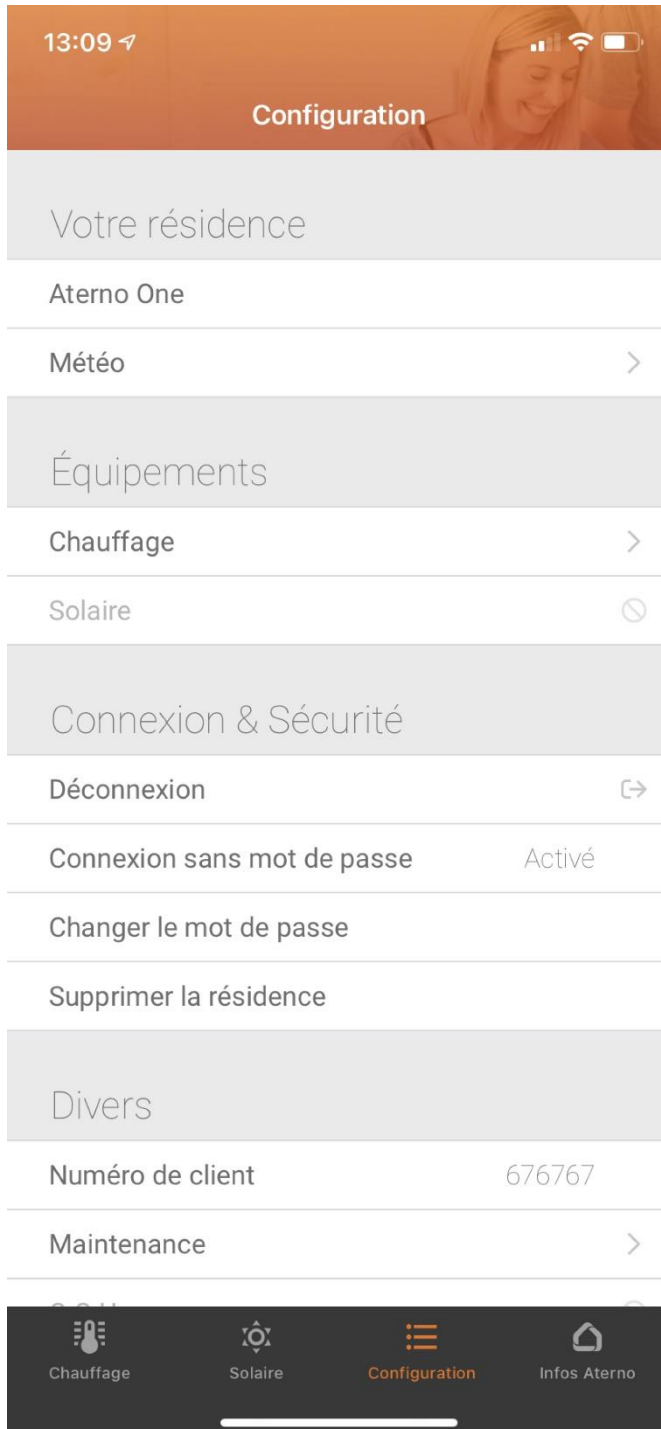 13:09
Configuration
Votre résidence
Aterno One
Météo
Équipements
Chauffage
Solaire
Connexion & Sécurité
Déconnexion
Connexion sans mot de passe Activé
Changer le mot de passe
Supprimer la résidence
Divers
Numéro de client 676767
Maintenance
Chauffage Solaire Configuration Infos Aterno